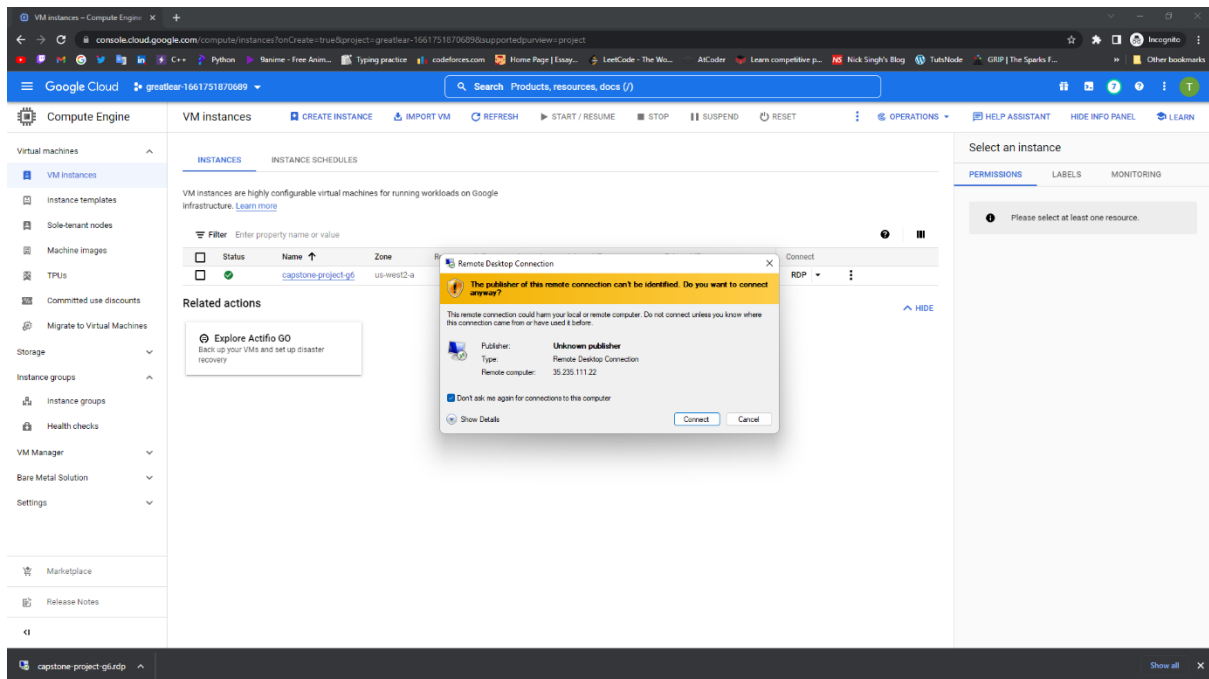 VM instances – Compute Engine
console.cloud.google.com/compute/instances?onCreate=true&project=greatlear-1661751870689&supportedpurview=project
Incognito
C++
Python
9anime - Free Anim...
Typing practice
codeforces.com
Home Page | Essay...
LeetCode - The Wo...
AtCoder
Learn competitive p...
NS Nick Singh's Blog
TutsNode
GRIP | The Sparks F...
»
Other bookmarks
Google Cloud
greatlear-1661751870689
Search Products, resources, docs (/)
7
T
Compute Engine
VM instances
CREATE INSTANCE
IMPORT VM
REFRESH
START / RESUME
STOP
SUSPEND
RESET
OPERATIONS
HELP ASSISTANT
HIDE INFO PANEL
LEARN
Virtual machines
VM instances
Instance templates
Sole-tenant nodes
Machine images
TPUs
Committed use discounts
Migrate to Virtual Machines
Storage
Instance groups
Instance groups
Health checks
VM Manager
Bare Metal Solution
Settings
Marketplace
Release Notes
INSTANCES
INSTANCE SCHEDULES
VM instances are highly configurable virtual machines for running workloads on Google
infrastructure. Learn more
Filter Enter property name or value
Status Name Zone Connect
capstone-project-g6 us-west2-a RDP
Related actions
HIDE
Explore Actifio GO
Back up your VMs and set up disaster
recovery
Remote Desktop Connection
The publisher of this remote connection can't be identified. Do you want to connect
anyway?
This remote connection could harm your local or remote computer. Do not connect unless you know where
this connection came from or have used it before.
Publisher: Unknown publisher
Type: Remote Desktop Connection
Remote computer: 35.235.111.22
Don't ask me again for connections to this computer
Show Details
Connect
Cancel
Select an instance
PERMISSIONS
LABELS
MONITORING
Please select at least one resource.
capstone-project-g6.rdp
Show all